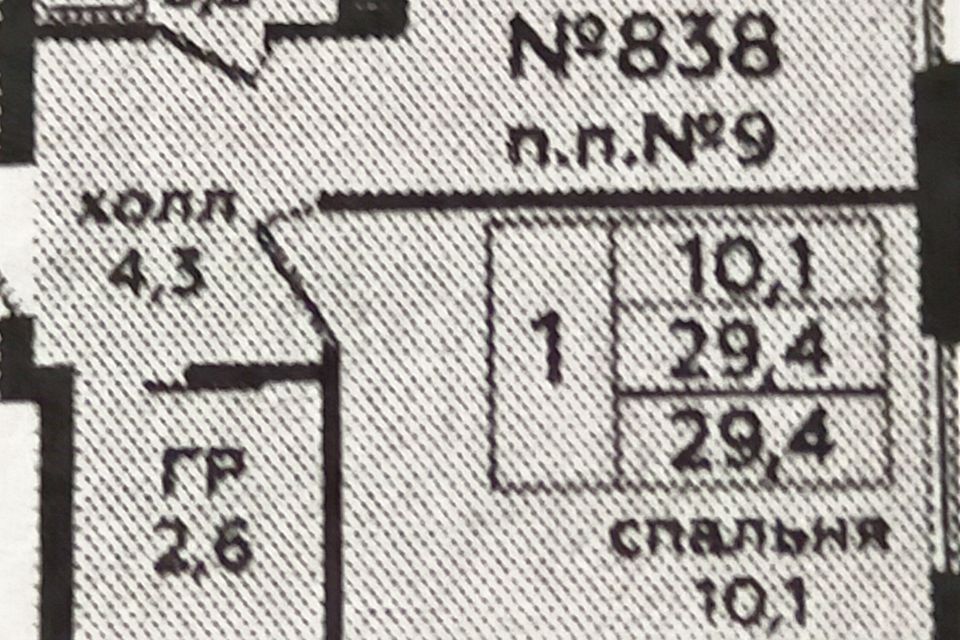 №838
п.п.№9
холл
4,3
1
10,1
29,4
29,4
ГР
2,6
спальня
10,1